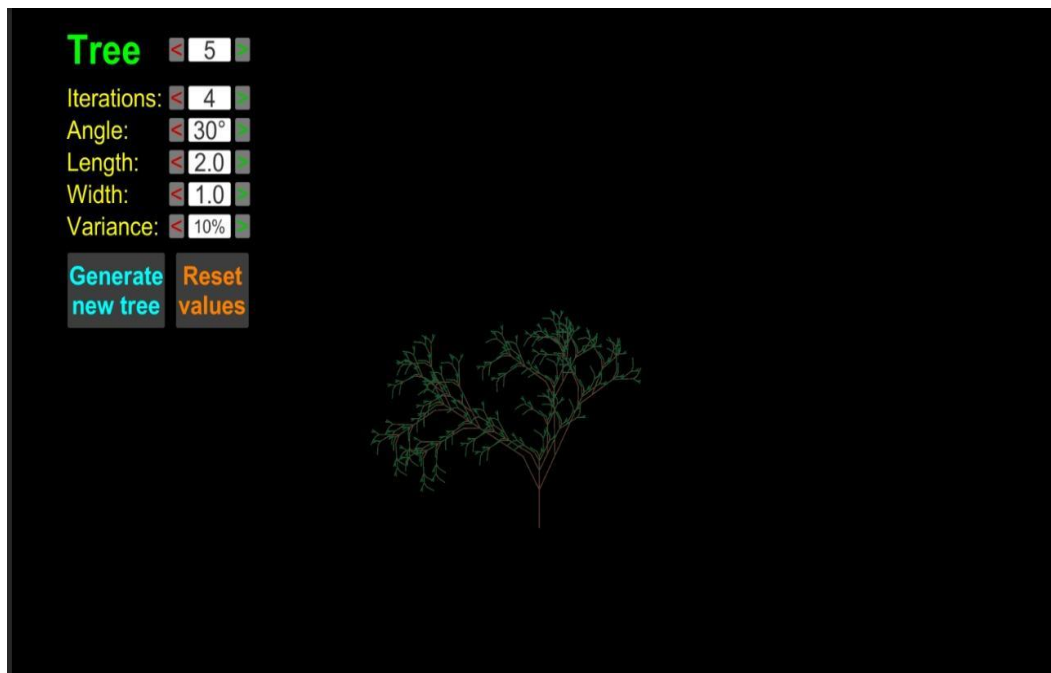 Tree < 5 >
Iterations: < 4 >
Angle: < 30° >
Length: < 2.0 >
Width: < 1.0 >
Variance: < 10% >
Generate new tree
Reset values